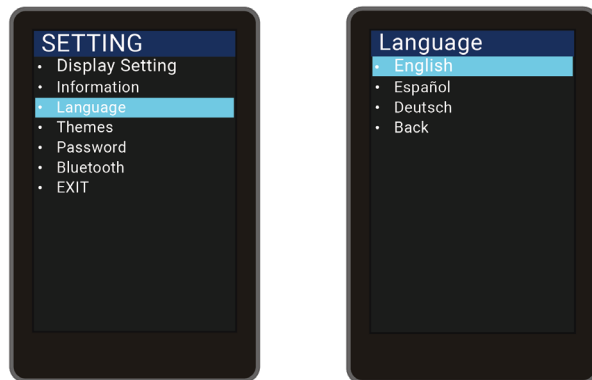 SETTING
• Display Setting
• Information
• Language
• Themes
• Password
• Bluetooth
• EXIT
Language
• English
• Español
• Deutsch
• Back